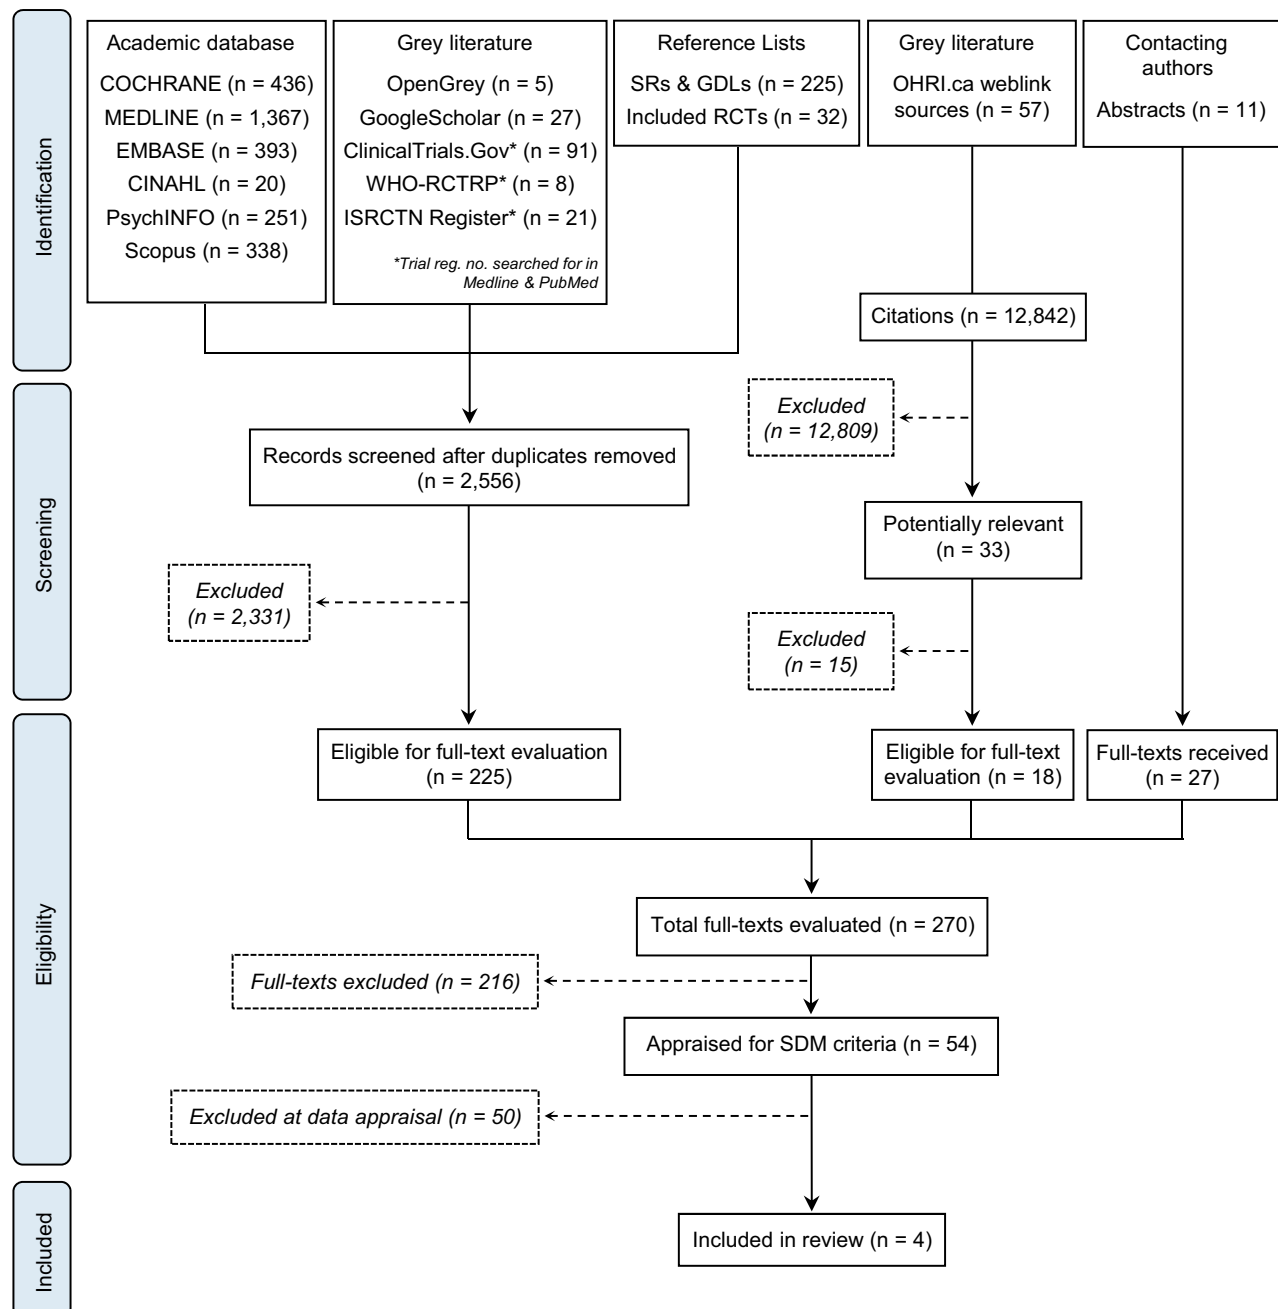 Identification
Academic database
COCHRANE (n = 436)
MEDLINE (n = 1,367)
EMBASE (n = 393)
CINAHL (n = 20)
PsychINFO (n = 251)
Scopus (n = 338)
Grey literature
OpenGrey (n = 5)
GoogleScholar (n = 27)
ClinicalTrials.Gov* (n = 91)
WHO-RCTRP* (n = 8)
ISRCTN Register* (n = 21)
*Trial reg. no. searched for in
Medline & PubMed
Reference Lists
SRs & GDLs (n = 225)
Included RCTs (n = 32)
Grey literature
OHRI.ca weblink
sources (n = 57)
Contacting
authors
Abstracts (n = 11)
Citations (n = 12,842)
Screening
Excluded
(n = 12,809)
Records screened after duplicates removed
(n = 2,556)
Potentially relevant
(n = 33)
Excluded
(n = 2,331)
Excluded
(n = 15)
Eligibility
Eligible for full-text evaluation
(n = 225)
Eligible for full-text
evaluation (n = 18)
Full-texts received
(n = 27)
Total full-texts evaluated (n = 270)
Full-texts excluded (n = 216)
Appraised for SDM criteria (n = 54)
Excluded at data appraisal (n = 50)
Included
Included in review (n = 4)